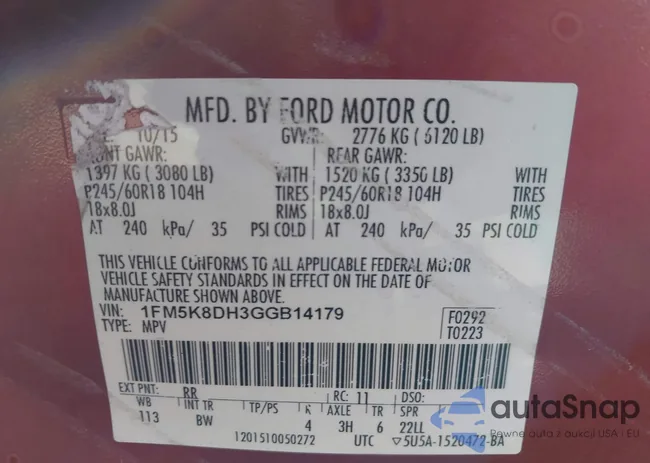 MFD. BY FORD MOTOR CO.
10/15 GVWR: 2776 KG ( 6120 LB)
FRONT GAWR: REAR GAWR:
1397 KG ( 3080 LB) WITH 1520 KG ( 3350 LB) WITH
P245/60R18 104H TIRES P245/60R18 104H TIRES
18x8.0J RIMS 18x8.0J RIMS
AT 240 kPa/ 35 PSI COLD AT 240 kPa/ 35 PSI COLD
THIS VEHICLE CONFORMS TO ALL APPLICABLE FEDERAL MOTOR
VEHICLE SAFETY STANDARDS IN EFFECT ON THE DATE OF
MANUFACTURE SHOWN ABOVE.
VIN: 1FM5K8DH3GGB14179 F0292
TYPE: MPV T0223
EXT PNT: RR RC: 11 DSO:
WB INT TR TP/PS R AXLE TR SPR
113 BW 4 3H 6 22LL
1201510050272 UTC ▽5U5A-1520472-BA
autaSnap
Pewne auta z aukcji USA - EU